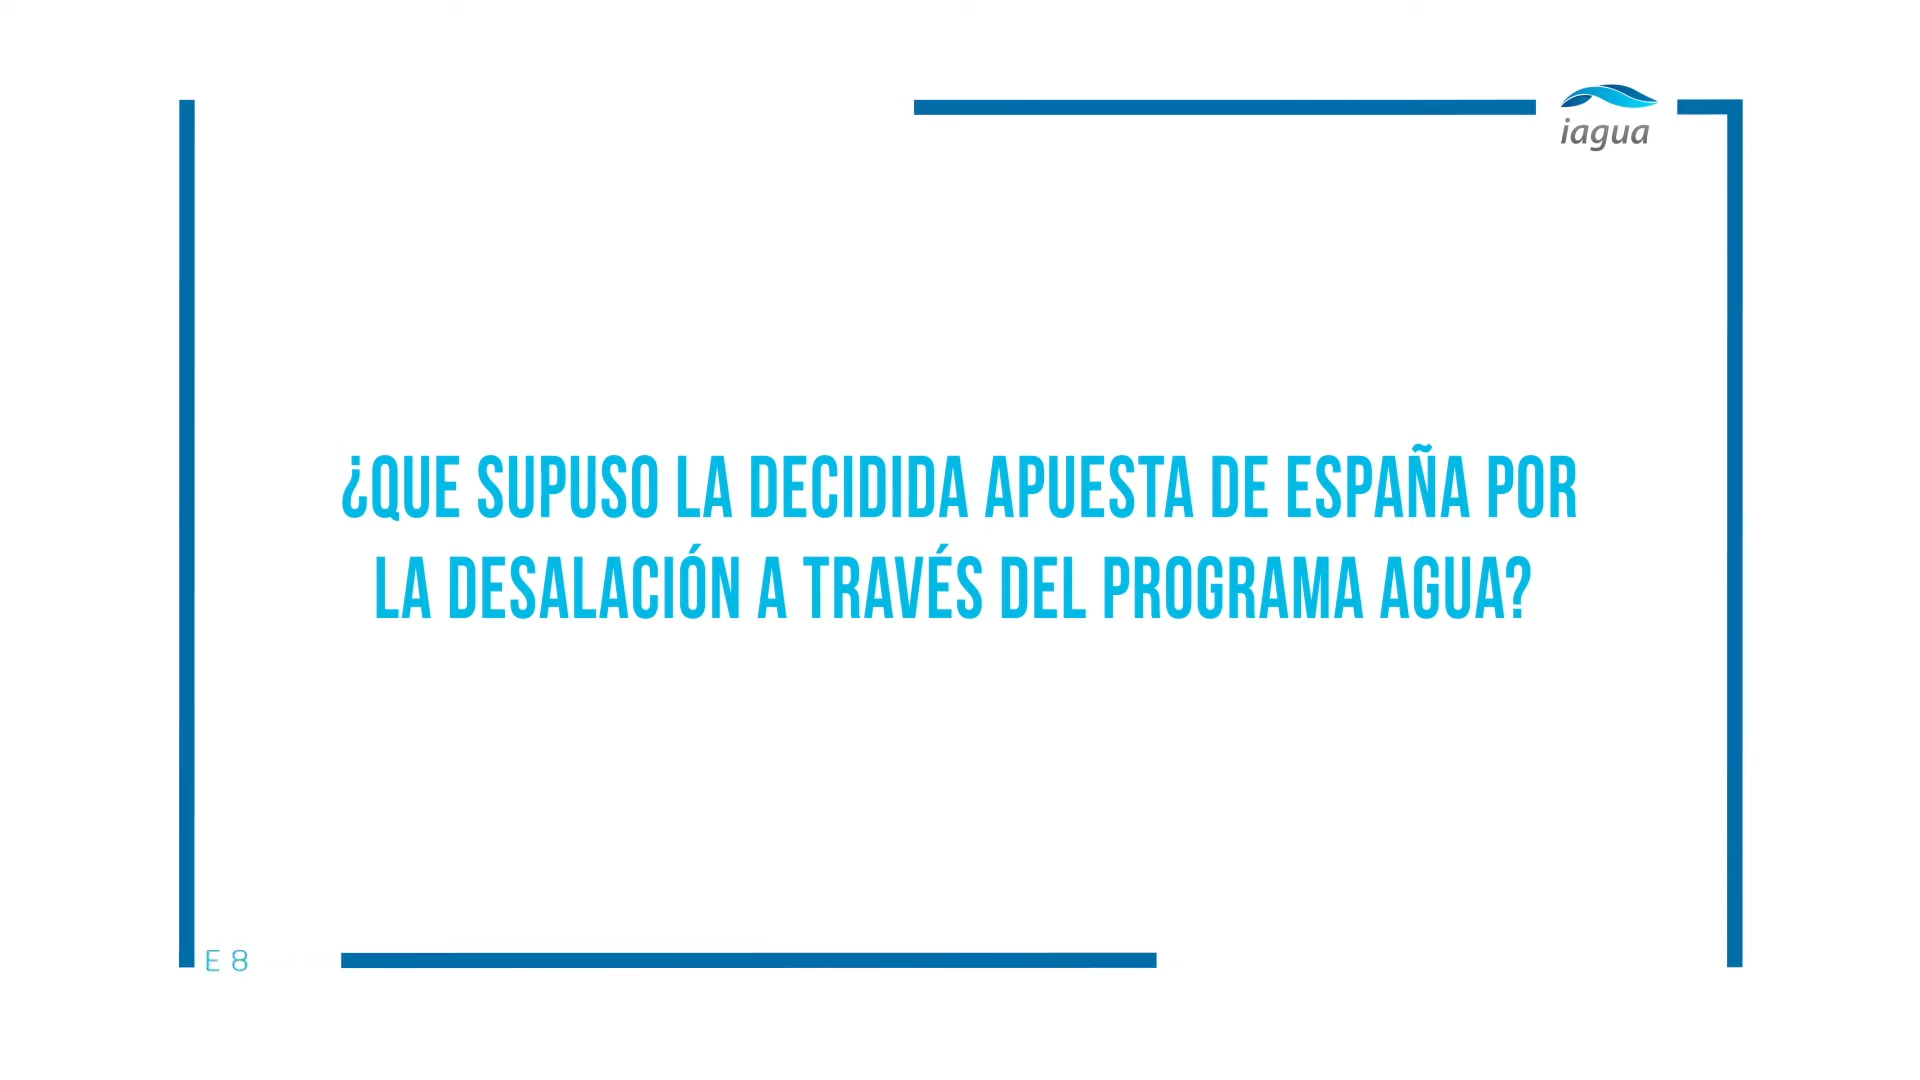 iagua
¿QUE SUPUSO LA DECIDIDA APUESTA DE ESPAÑA POR
LA DESALACIÓN A TRAVÉS DEL PROGRAMA AGUA?
E 8